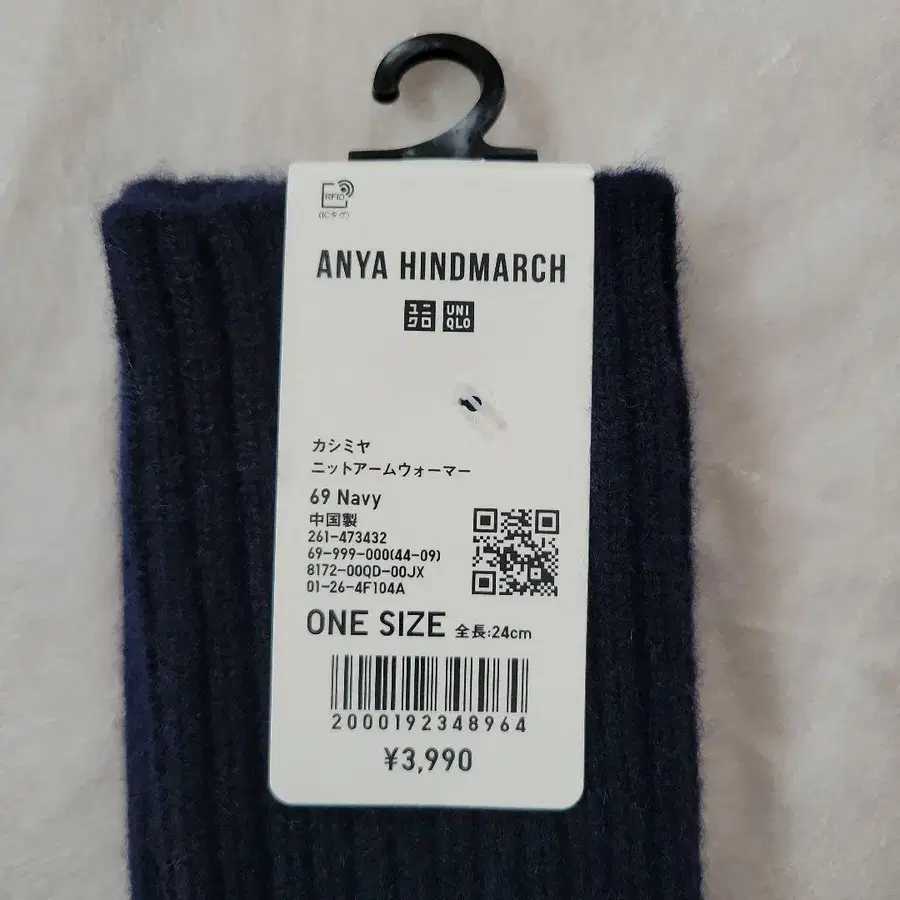 RFID
(ICタグ)
ANYA HINDMARCH
ユニクロ UNIQLO
カシミヤ
ニットアームウォーマー
69 Navy
中国製
261-473432
69-999-000(44-09)
8172-00QD-00JX
01-26-4F104A
ONE SIZE 全長:24cm
2000192348964
¥3,990